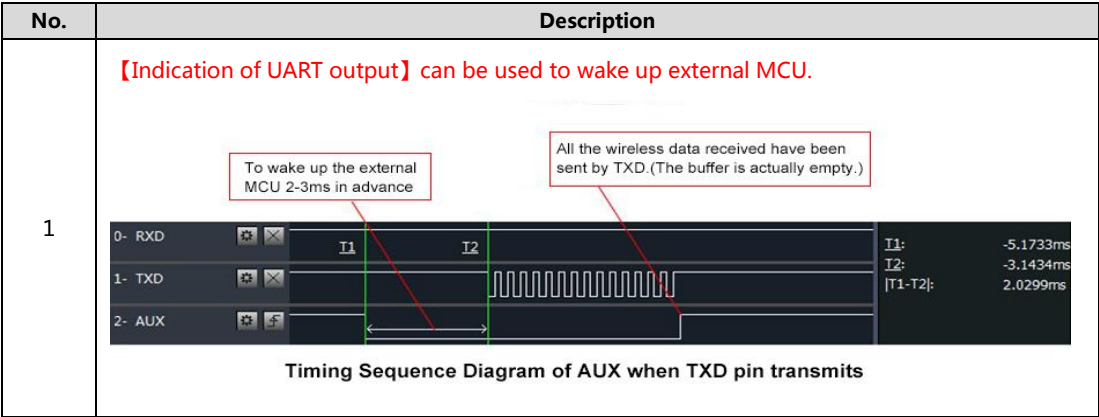 No. Description
【Indication of UART output】can be used to wake up external MCU.
All the wireless data received have been
sent by TXD.(The buffer is actually empty.)
To wake up the external
MCU 2-3ms in advance
1
0- RXD
T1 T2
T1: -5.1733ms
T2: -3.1434ms
1- TXD
|T1-T2|: 2.0299ms
2- AUX
Timing Sequence Diagram of AUX when TXD pin transmits